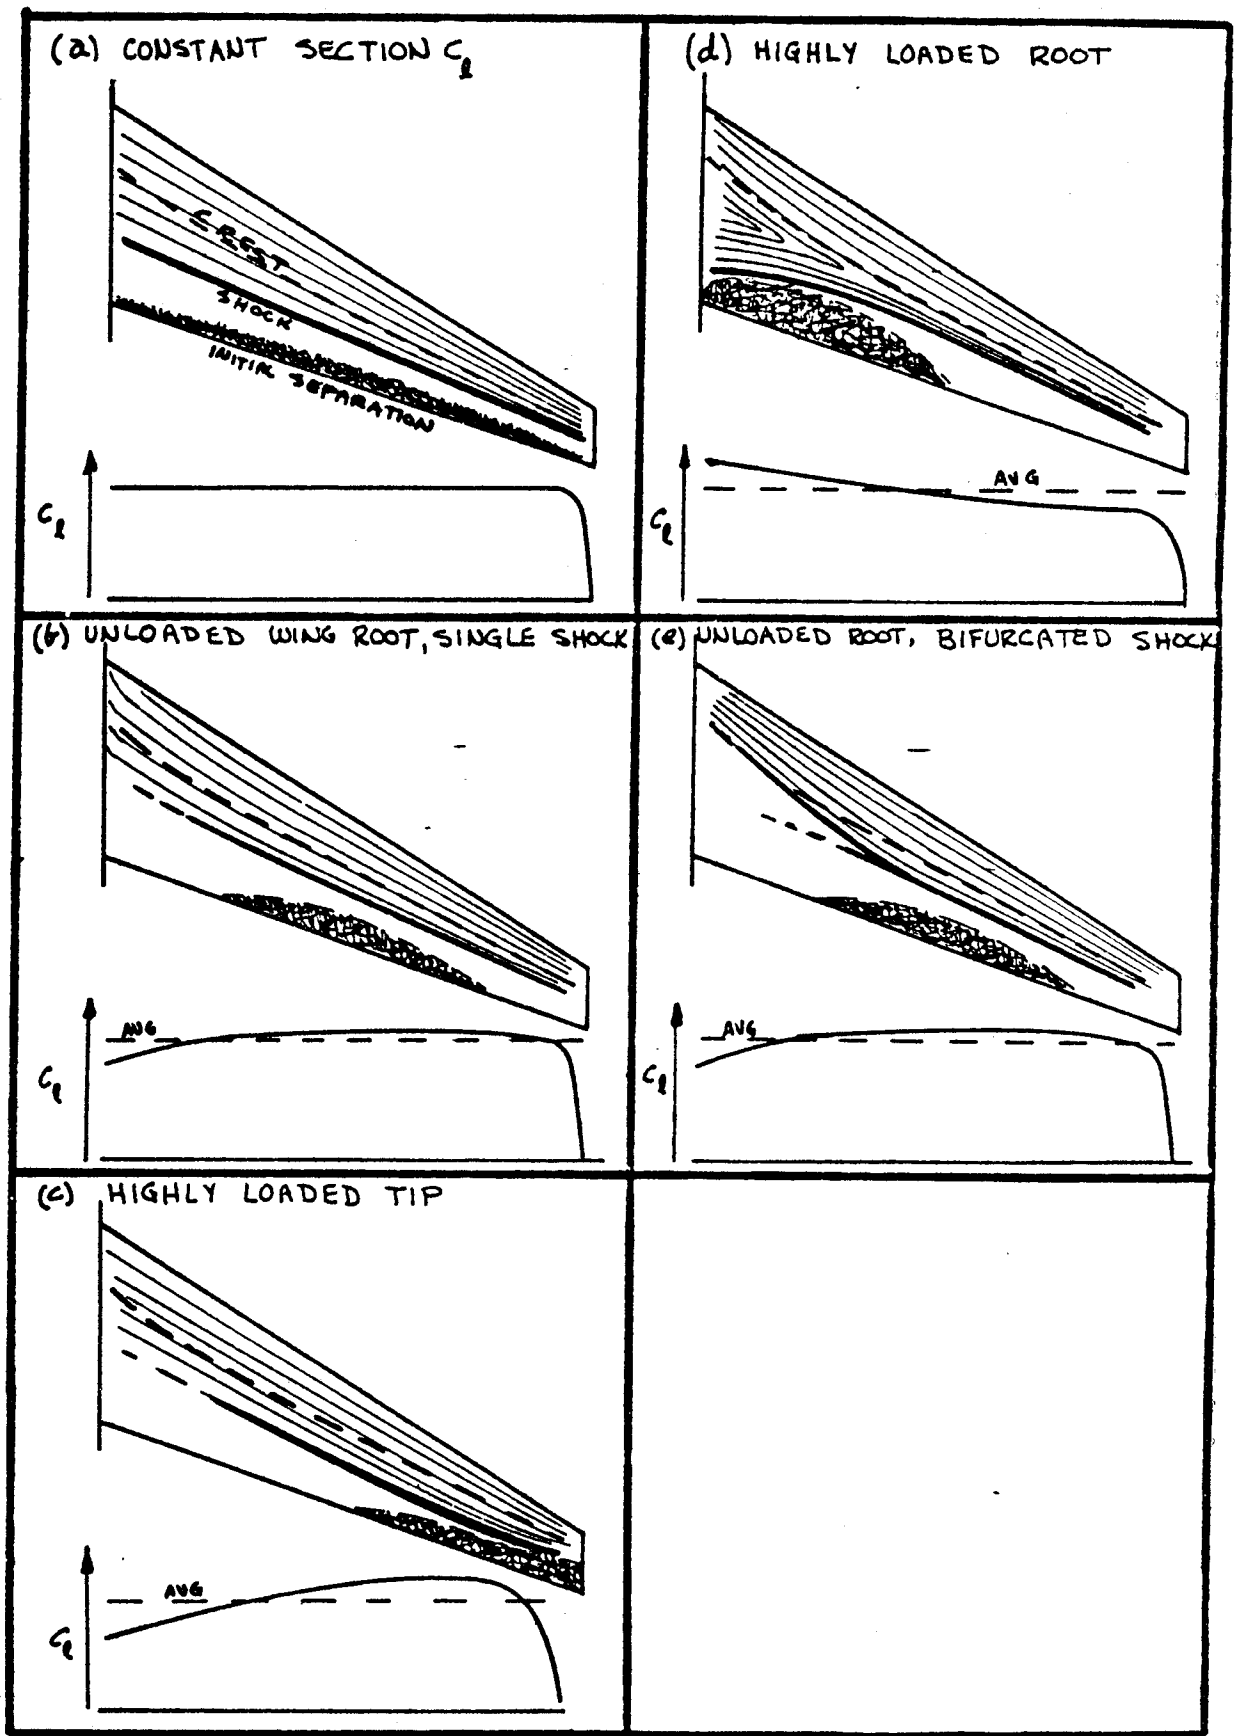 (a) CONSTANT SECTION Cℓ
CREST
SHOCK
INITIAL SEPARATION
Cℓ
(d) HIGHLY LOADED ROOT
AVG
Cℓ
(b) UNLOADED WING ROOT, SINGLE SHOCK
AVG
Cℓ
(e) UNLOADED ROOT, BIFURCATED SHOCK
AVG
Cℓ
(c) HIGHLY LOADED TIP
AVG
Cℓ